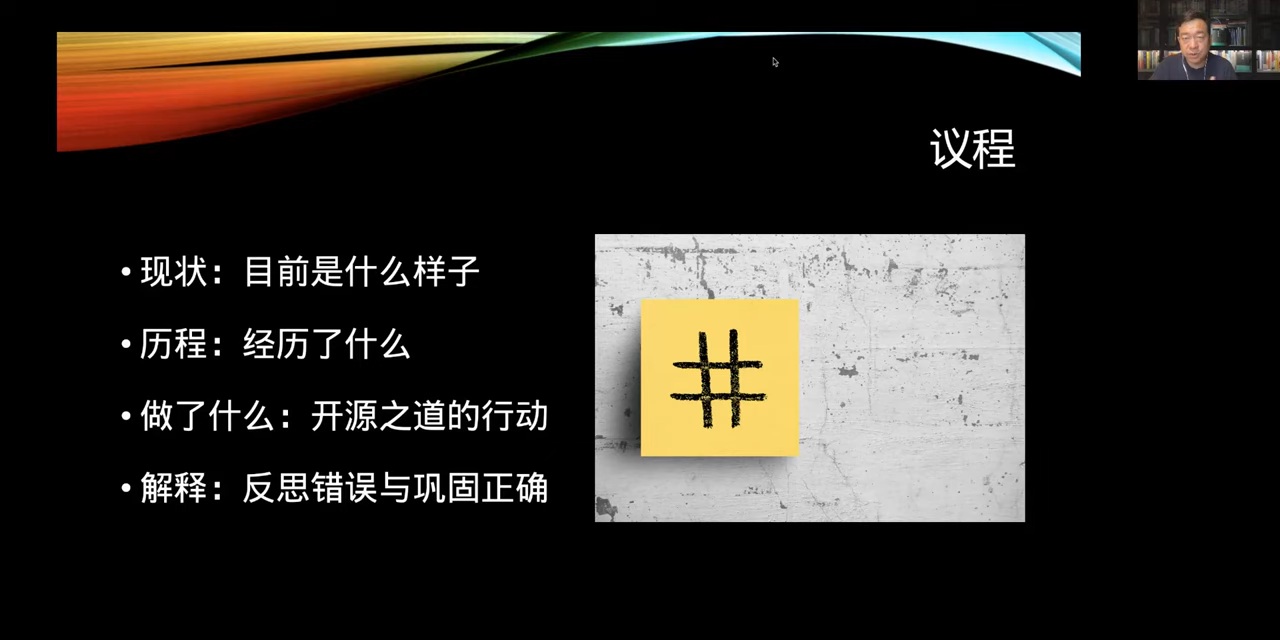 议程
• 现状：目前是什么样子
• 历程：经历了什么
• 做了什么：开源之道的行动
• 解释：反思错误与巩固正确
#